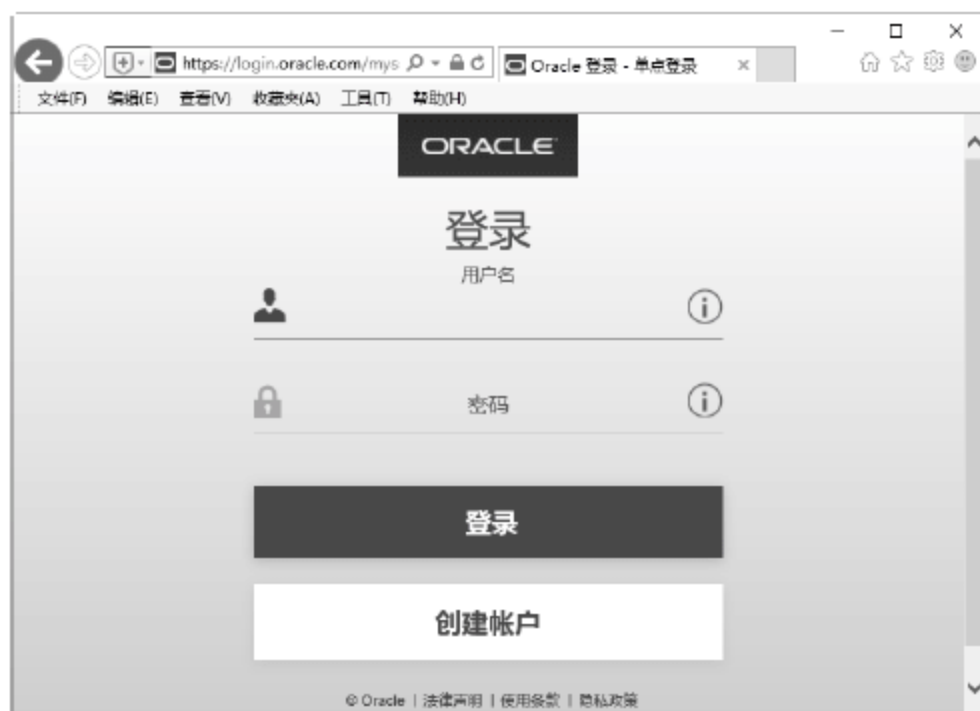 https://login.oracle.com/mys
Oracle 登录 - 单点登录
文件(F) 编辑(E) 查看(V) 收藏夹(A) 工具(T) 帮助(H)
ORACLE
登录
用户名
密码
登录
创建帐户
© Oracle | 法律声明 | 使用条款 | 隐私政策